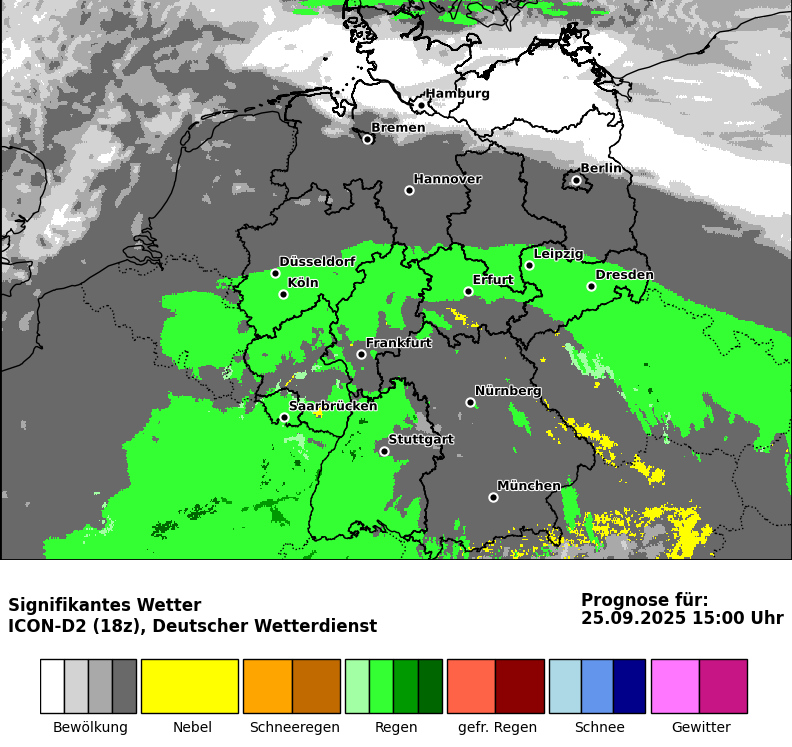 Hamburg
Bremen
Berlin
Hannover
Leipzig
Düsseldorf
Dresden
Köln
Erfurt
Frankfurt
Nürnberg
Saarbrücken
Stuttgart
München
Signifikantes Wetter
ICON-D2 (18z), Deutscher Wetterdienst
Prognose für:
25.09.2025 15:00 Uhr
Bewölkung
Nebel
Schneeregen
Regen
gefr. Regen
Schnee
Gewitter